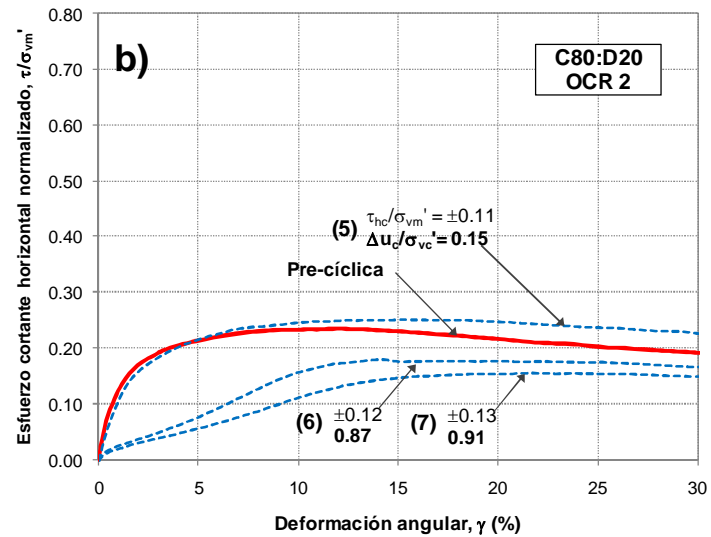 b)
C80:D20
OCR 2
Esfuerzo cortante horizontal normalizado, τ/σvm'
0.80
0.70
0.60
0.50
0.40
0.30
0.20
0.10
0.00
(5) τhc/σvm' = ±0.11
Δuc/σvc' = 0.15
Pre-cíclica
(6) ±0.12
0.87
(7) ±0.13
0.91
0 5 10 15 20 25 30
Deformación angular, γ (%)